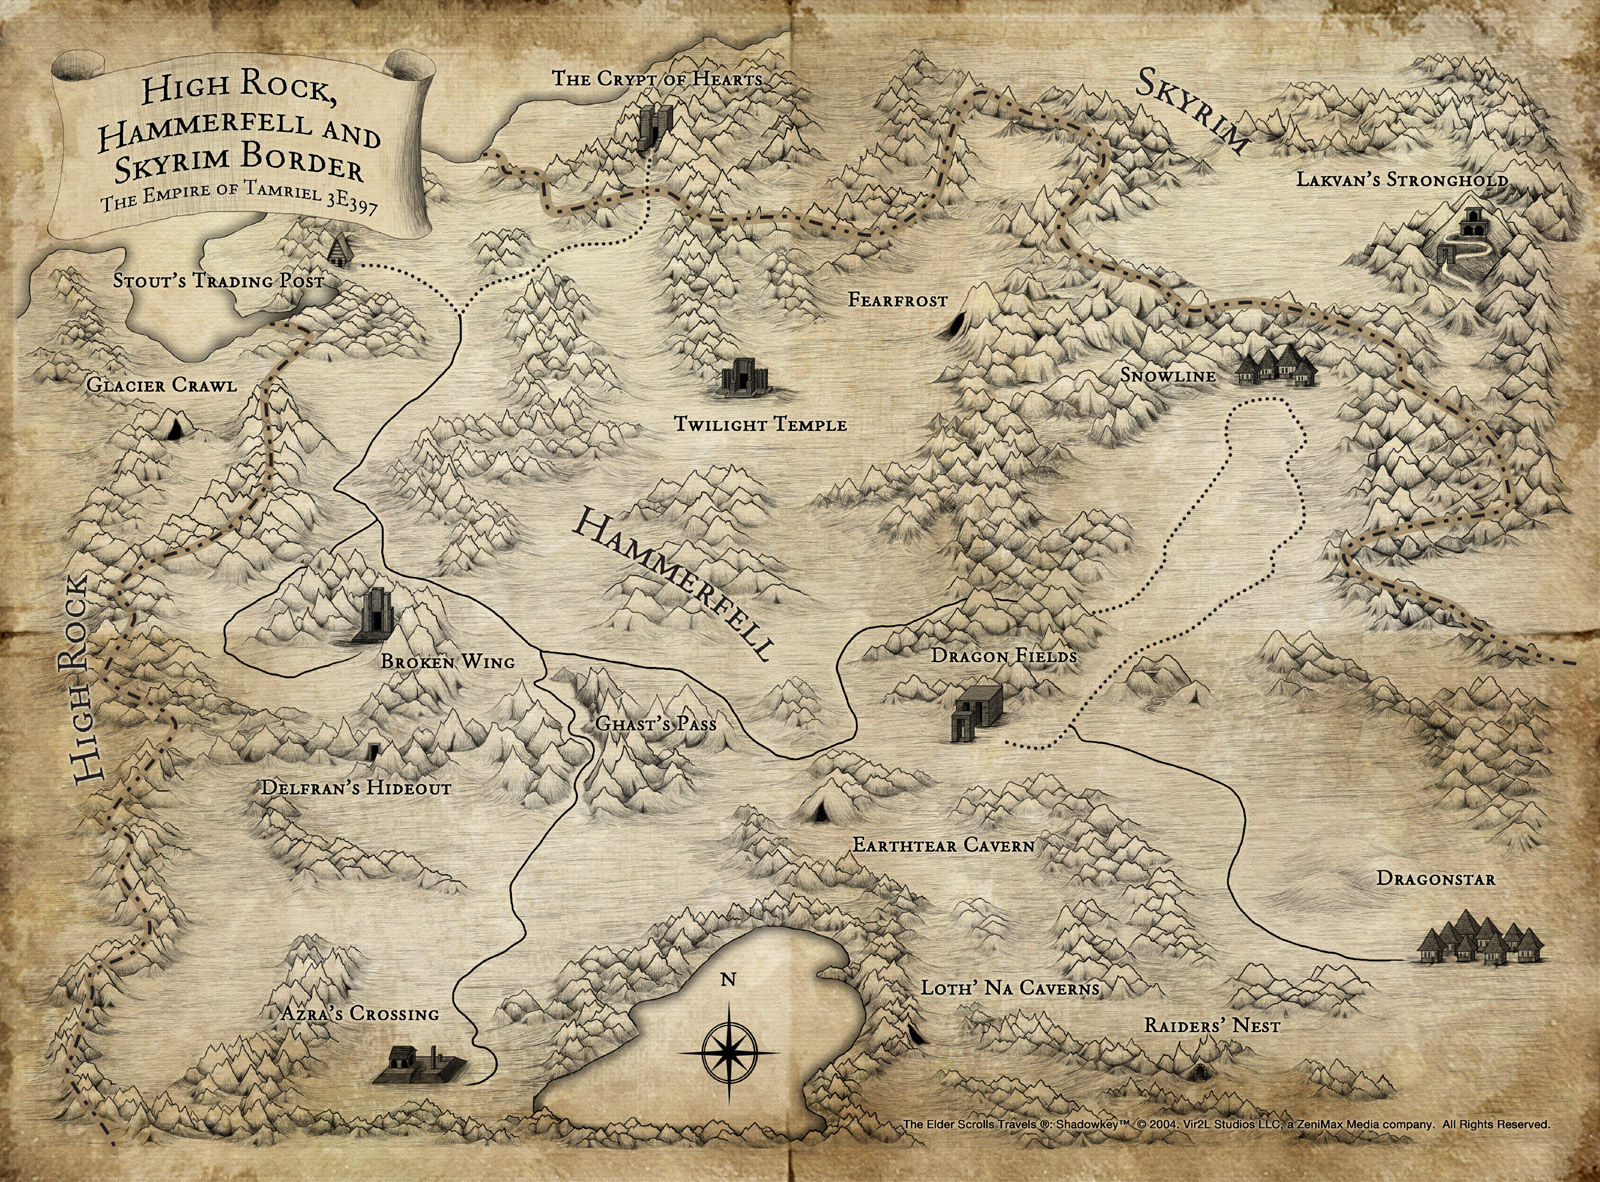 High Rock,
Hammerfell and
Skyrim Border
The Empire of Tamriel 3E397
The Crypt of Hearts
Skyrim
Lakvan's Stronghold
Stout's Trading Post
Fearfrost
Snowline
Glacier Crawl
Twilight Temple
Hammerfell
High Rock
Broken Wing
Dragon Fields
Ghast's Pass
Delfran's Hideout
Earthtear Cavern
Dragonstar
N
Loth' Na Caverns
Azra's Crossing
Raiders' Nest
The Elder Scrolls Travels ®: Shadowkey™. © 2004. Vir2L Studios LLC, a ZeniMax Media company. All Rights Reserved.